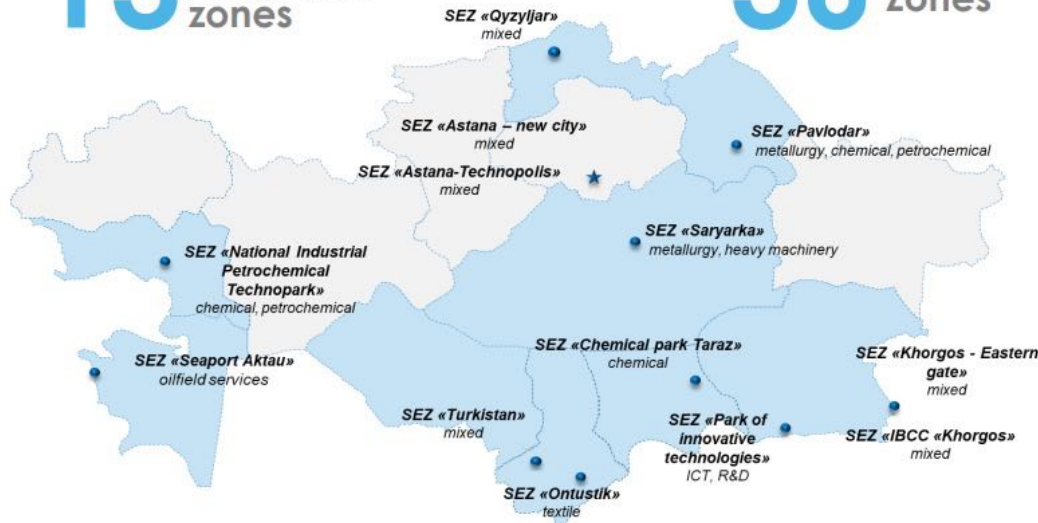 zones
zones
SEZ «Qyzyljar»
mixed
SEZ «Astana – new city»
mixed
SEZ «Pavlodar»
metallurgy, chemical, petrochemical
SEZ «Astana-Technopolis»
mixed
SEZ «Saryarka»
metallurgy, heavy machinery
SEZ «National Industrial
Petrochemical
Technopark»
chemical, petrochemical
SEZ «Seaport Aktau»
oilfield services
SEZ «Chemical park Taraz»
chemical
SEZ «Khorgos - Eastern
gate»
mixed
SEZ «Turkistan»
mixed
SEZ «Park of
innovative
technologies»
ICT, R&D
SEZ «IBCC «Khorgos»
mixed
SEZ «Ontustik»
textile